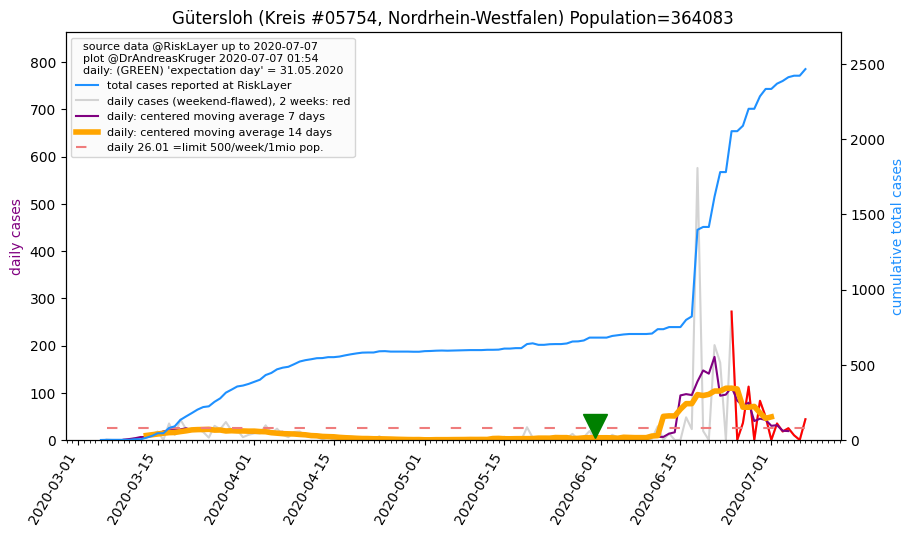 Gütersloh (Kreis #05754, Nordrhein-Westfalen) Population=364083
source data @RiskLayer up to 2020-07-07
plot @DrAndreasKruger 2020-07-07 01:54
daily: (GREEN) 'expectation day' = 31.05.2020
total cases reported at RiskLayer
daily cases (weekend-flawed), 2 weeks: red
daily: centered moving average 7 days
daily: centered moving average 14 days
daily 26.01 =limit 500/week/1mio pop.
daily cases
800
700
600
500
400
300
200
100
0
cumulative total cases
2500
2000
1500
1000
500
0
2020-03-01
2020-03-15
2020-04-01
2020-04-15
2020-05-01
2020-05-15
2020-06-01
2020-06-15
2020-07-01